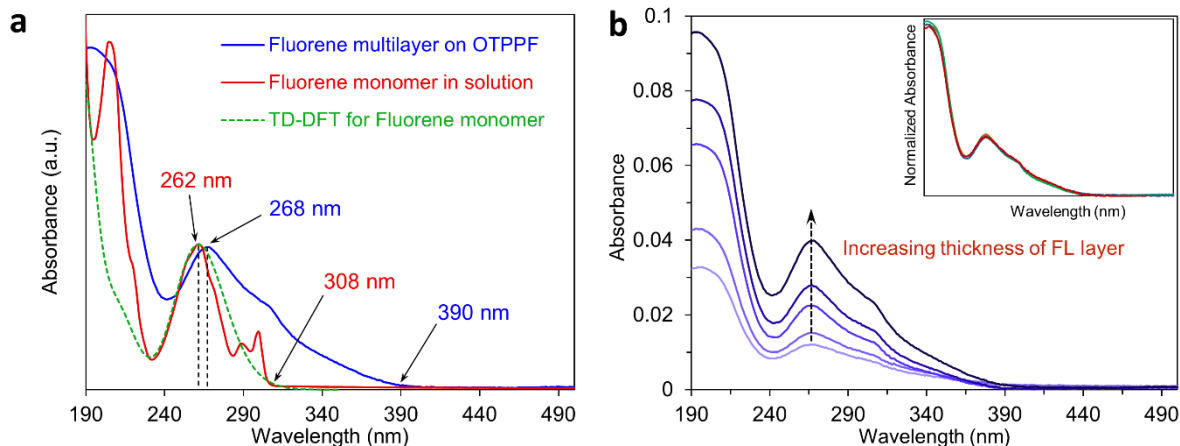 a
Fluorene multilayer on OTPPF
Fluorene monomer in solution
TD-DFT for Fluorene monomer
262 nm
268 nm
308 nm
390 nm
Absorbance (a.u.)
190 240 290 340 390 440 490
Wavelength (nm)
b
0.1
0.08
0.06
0.04
0.02
0
Absorbance
Normalized Absorbance
Wavelength (nm)
Increasing thickness of FL layer
190 240 290 340 390 440 490
Wavelength (nm)